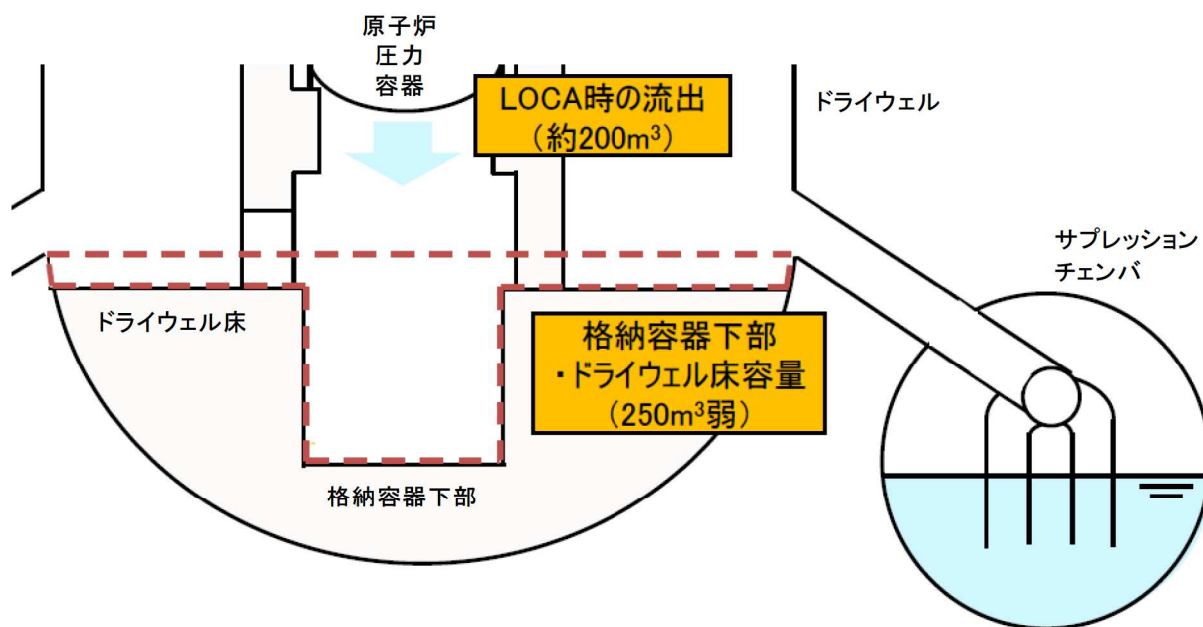 原子炉
圧力
容器
LOCA時の流出
（約200m³）
ドライウェル
サプレッション
チェンバ
ドライウェル床
格納容器下部
・ドライウェル床容量
（250m³弱）
格納容器下部